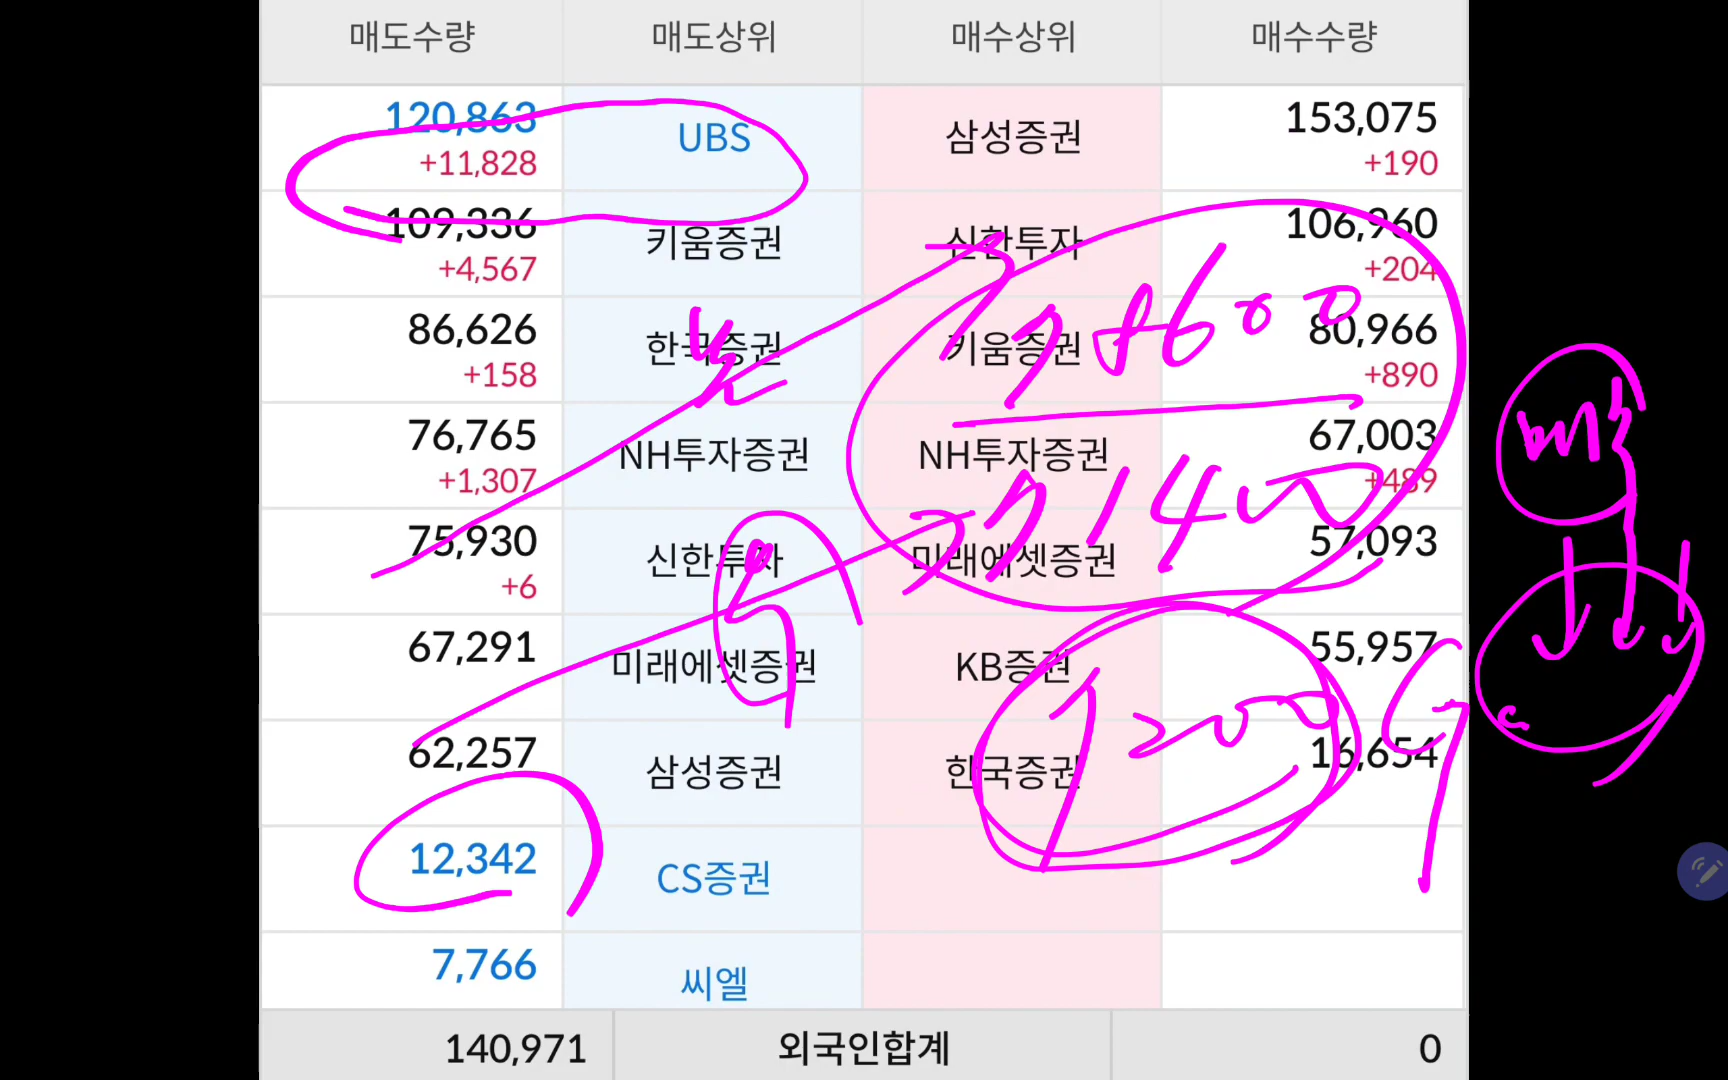 매도수량 매도상위 매수상위 매수수량
120,863 UBS 삼성증권 153,075
+11,828 +190
109,336 키움증권 신한투자 106,960
+4,567 +204
86,626 한국증권 키움증권 80,966
+158 +890
76,765 NH투자증권 NH투자증권 67,003
+1,307 +489
75,930 신한투자 미래에셋증권 57,093
+6
67,291 미래에셋증권 KB증권 55,957
62,257 삼성증권 한국증권 16,654
12,342 CS증권
7,766 씨엘
140,971 외국인합계 0